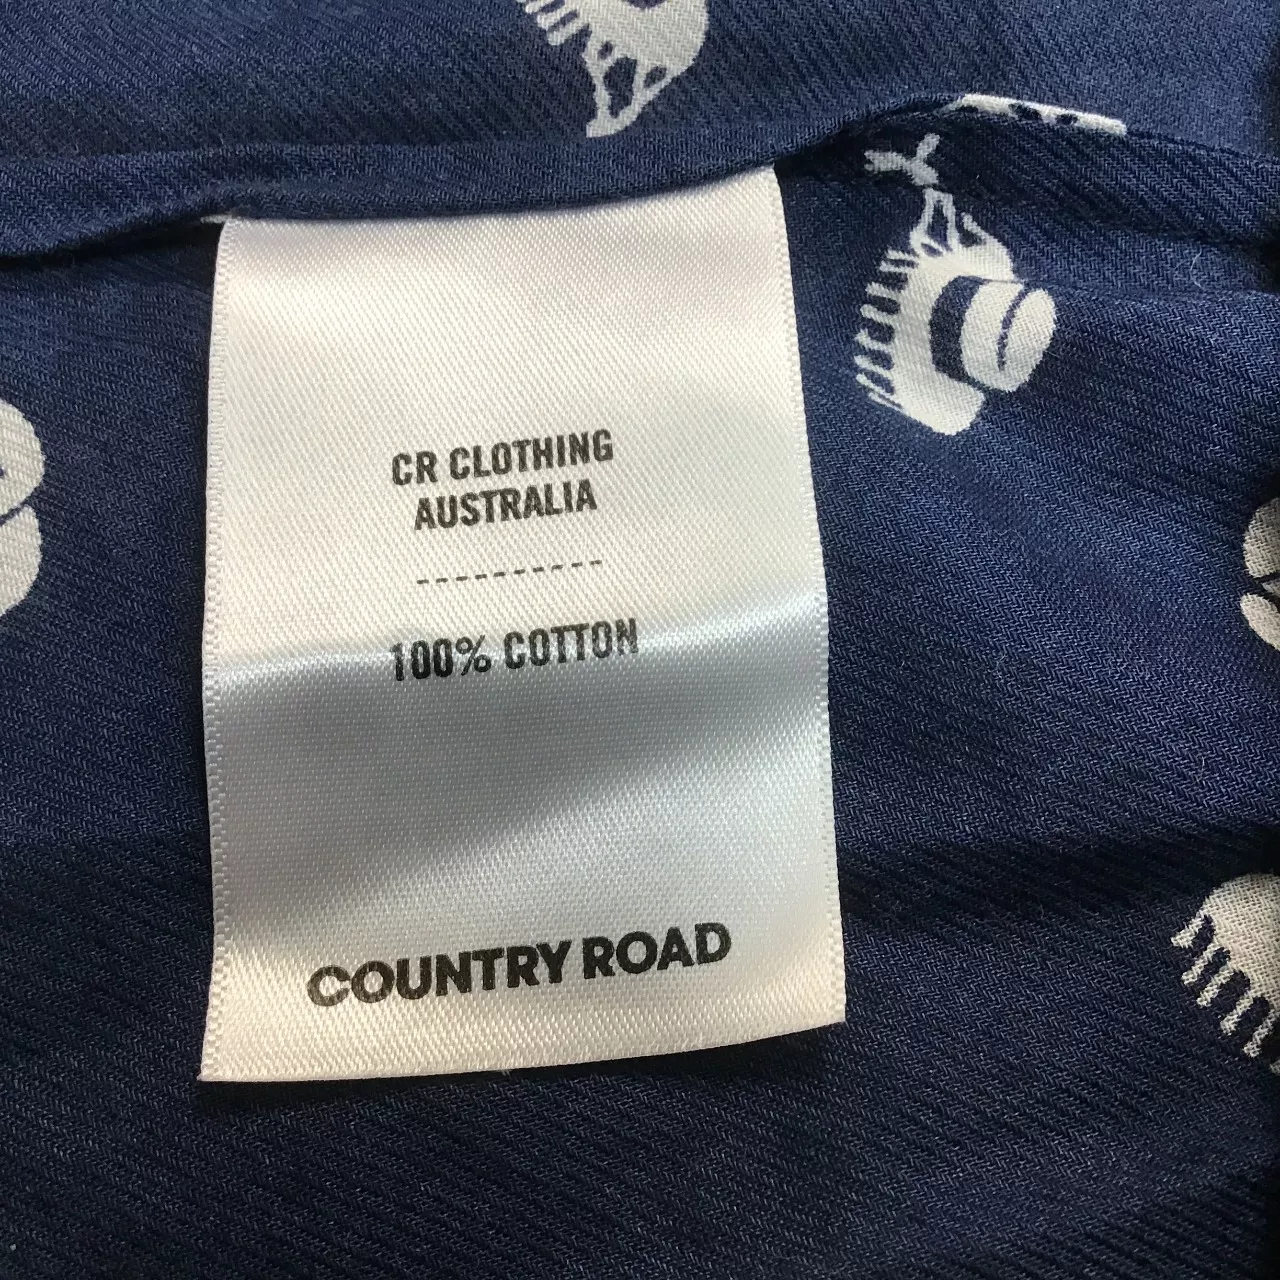 CR CLOTHING
AUSTRALIA
----------
100% COTTON
COUNTRY ROAD